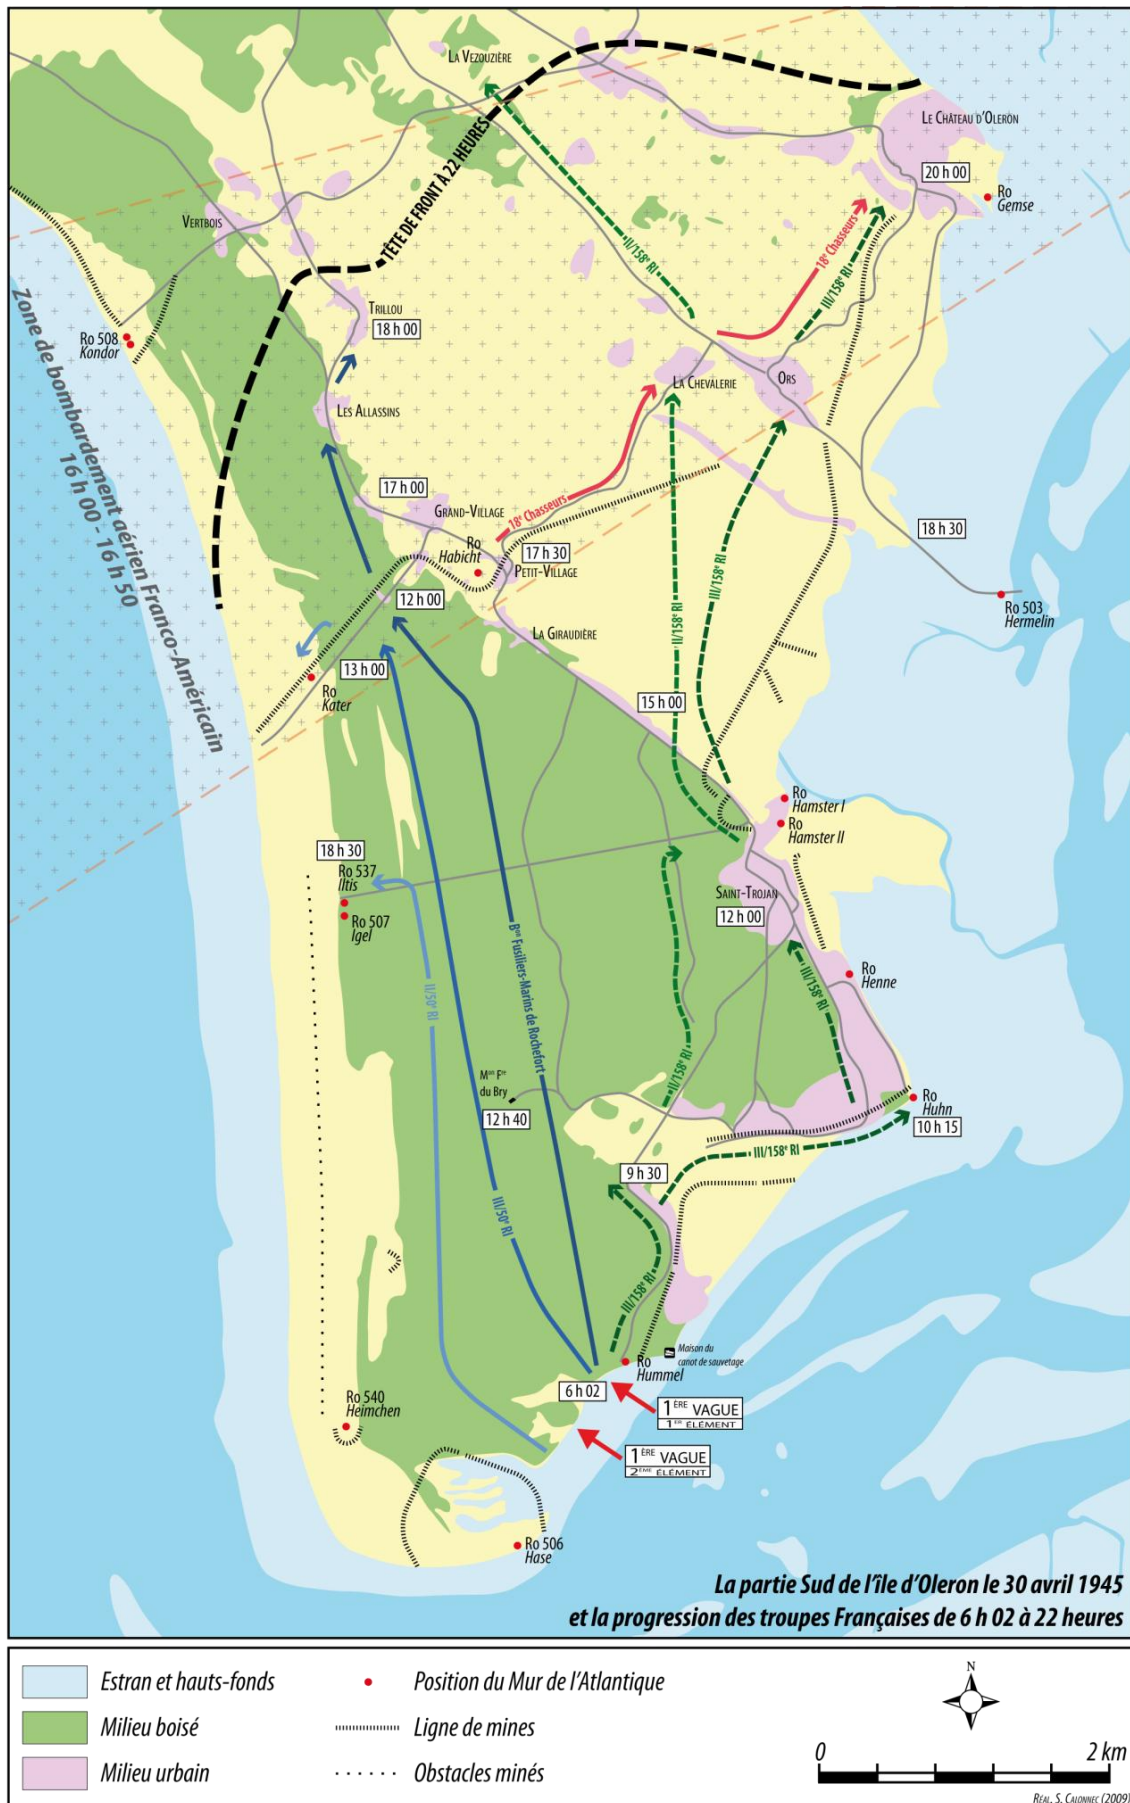 La Vezouzière
Le Château d'Oleròn
20 h 00
Ro
Gemse
TÊTE DE FRONT À 22 HEURES
Vertbois
II/158e RI
18e Chasseurs
III/158e RI
Trillou
18 h 00
Ro 508
Kondor
Zone de bombardement aérien Franco-Américain
16 h 00 - 16 h 50
La Chevalerie
Ors
Les Allassins
17 h 00
Grand-Village
18e Chasseurs
Ro
Habicht
17 h 30
Petit-Village
18 h 30
Ro 503
Hermelin
12 h 00
La Giraudière
II/158e RI
III/158e RI
13 h 00
Ro
Kater
15 h 00
Ro
Hamster I
Ro
Hamster II
18 h 30
Ro 537
Iltis
Ro 507
Igel
Saint-Trojan
12 h 00
Bon Fusiliers-Marins de Rochefort
II/50e RI
III/158e RI
Ro
Henne
II/158e RI
Mon Fre
du Bry
12 h 40
Ro
Huhn
10 h 15
III/158e RI
9 h 30
III/50e RI
III/158e RI
Maison du
canot de sauvetage
Ro
Hummel
6 h 02
1ÈRE VAGUE
1ER ÉLÉMENT
1ÈRE VAGUE
2ÈME ÉLÉMENT
Ro 540
Heimchen
Ro 506
Hase
La partie Sud de l'île d'Oleron le 30 avril 1945
et la progression des troupes Françaises de 6 h 02 à 22 heures
Estran et hauts-fonds
Position du Mur de l'Atlantique
N
Milieu boisé
Ligne de mines
0 2 km
Milieu urbain
Obstacles minés
Réal. S. Calonnec (2009)